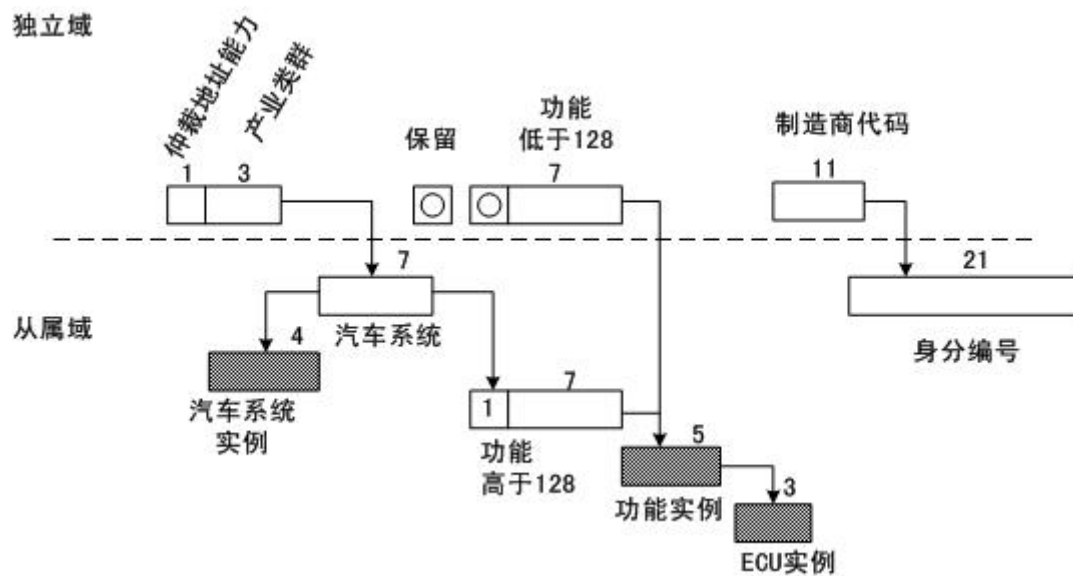 独立域
仲裁地址能力
产业类群
保留
功能
低于128
制造商代码
1
3
7
11
7
21
从属域
4
汽车系统
身分编号
7
汽车系统
实例
1
功能
高于128
5
功能实例
3
ECU实例